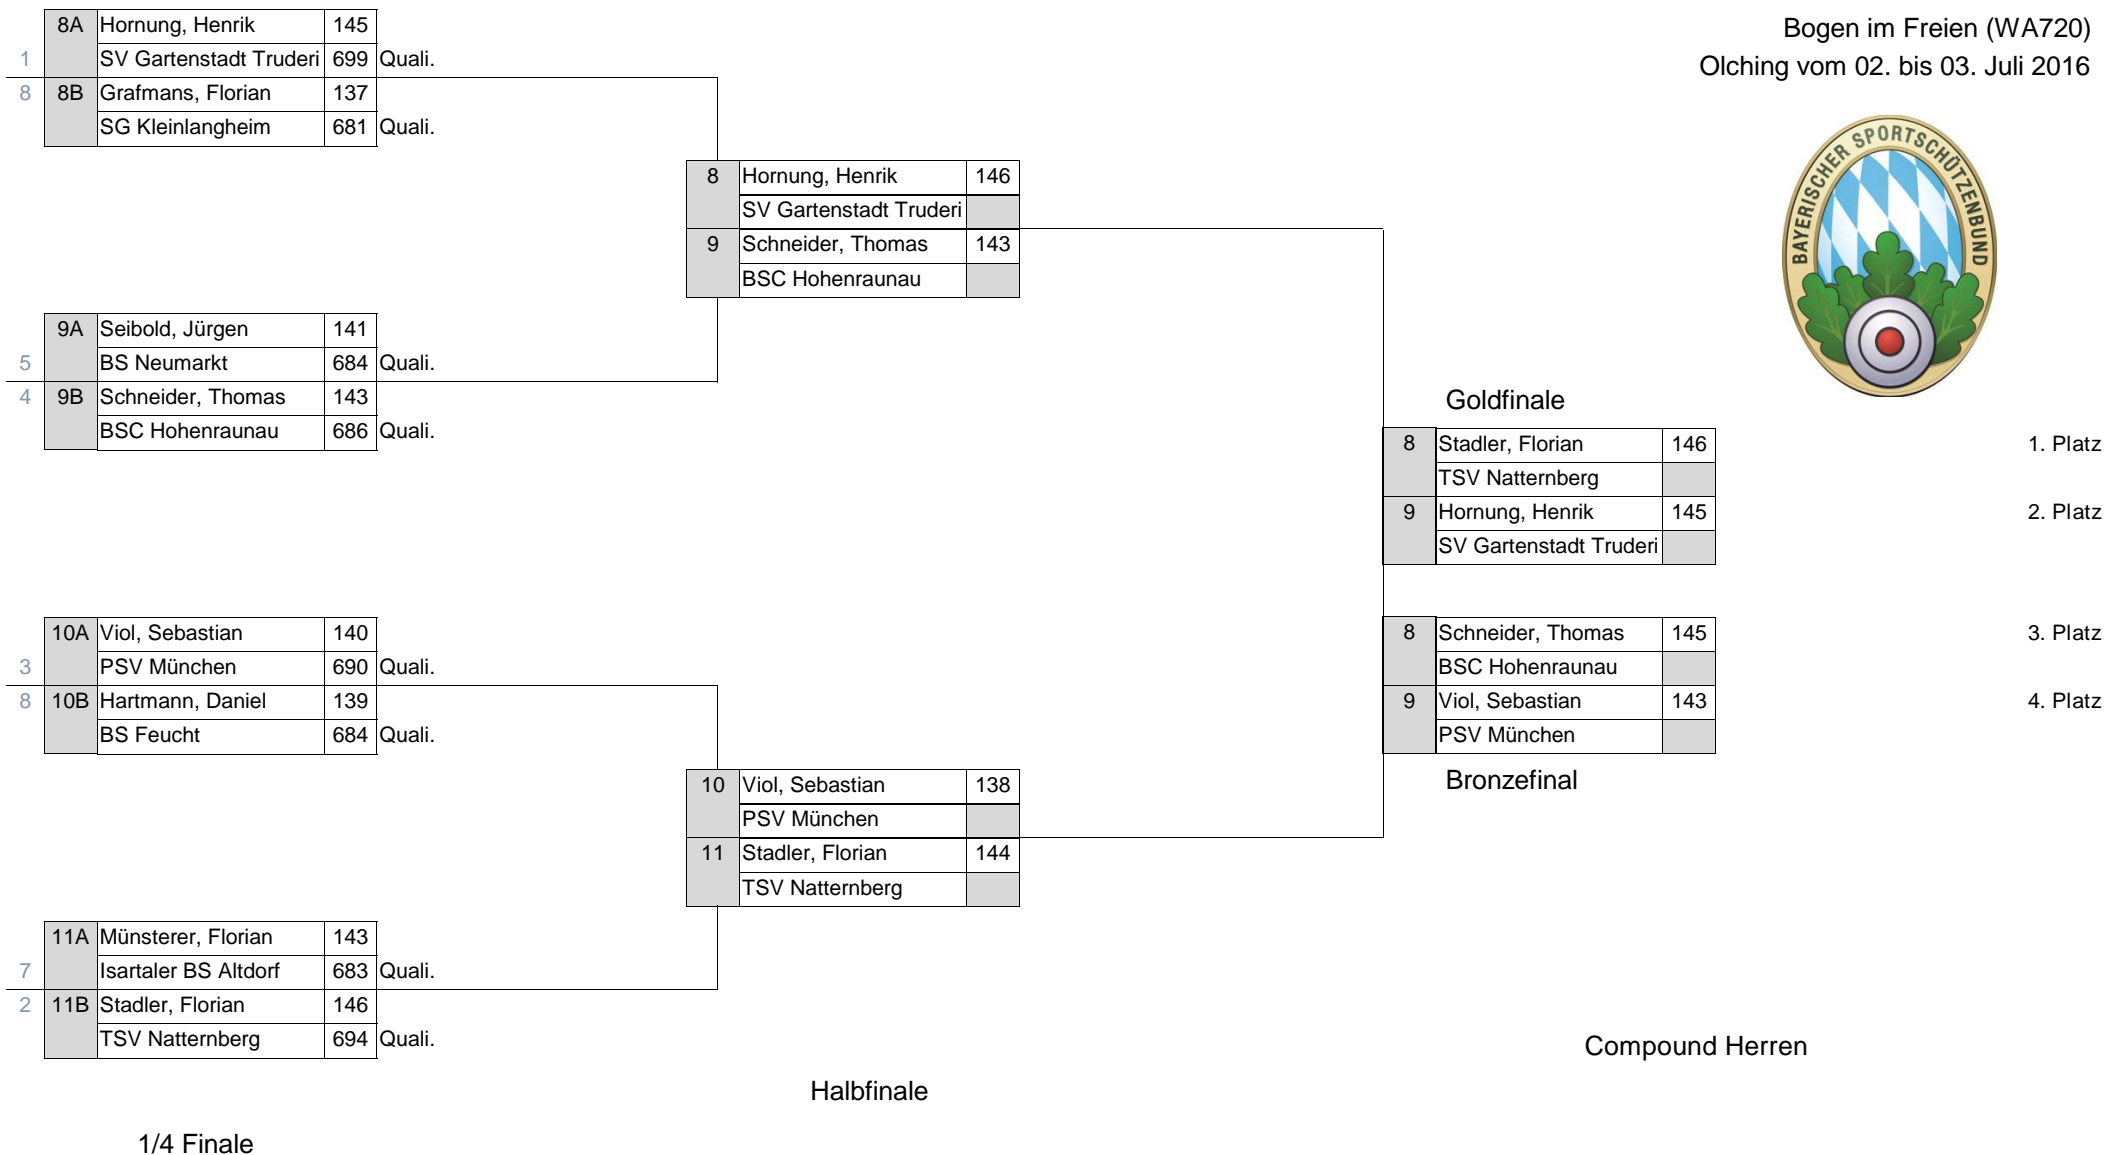 Bogen im Freien (WA720)
Olching vom 02. bis 03. Juli 2016
BAYERISCHER SPORTSCHÜTZENBUND
8A Hornung, Henrik 145
1 SV Gartenstadt Truderi 699 Quali.
8 8B Grafmans, Florian 137
SG Kleinlangheim 681 Quali.
8 Hornung, Henrik 146
SV Gartenstadt Truderi
9 Schneider, Thomas 143
BSC Hohenraunau
9A Seibold, Jürgen 141
5 BS Neumarkt 684 Quali.
4 9B Schneider, Thomas 143
BSC Hohenraunau 686 Quali.
Goldfinale
8 Stadler, Florian 146 1. Platz
TSV Natternberg
9 Hornung, Henrik 145 2. Platz
SV Gartenstadt Truderi
10A Viol, Sebastian 140
3 PSV München 690 Quali.
8 10B Hartmann, Daniel 139
BS Feucht 684 Quali.
8 Schneider, Thomas 145 3. Platz
BSC Hohenraunau
9 Viol, Sebastian 143 4. Platz
PSV München
Bronzefinal
10 Viol, Sebastian 138
PSV München
11 Stadler, Florian 144
TSV Natternberg
11A Münsterer, Florian 143
7 Isartaler BS Altdorf 683 Quali.
2 11B Stadler, Florian 146
TSV Natternberg 694 Quali.
Compound Herren
Halbfinale
1/4 Finale